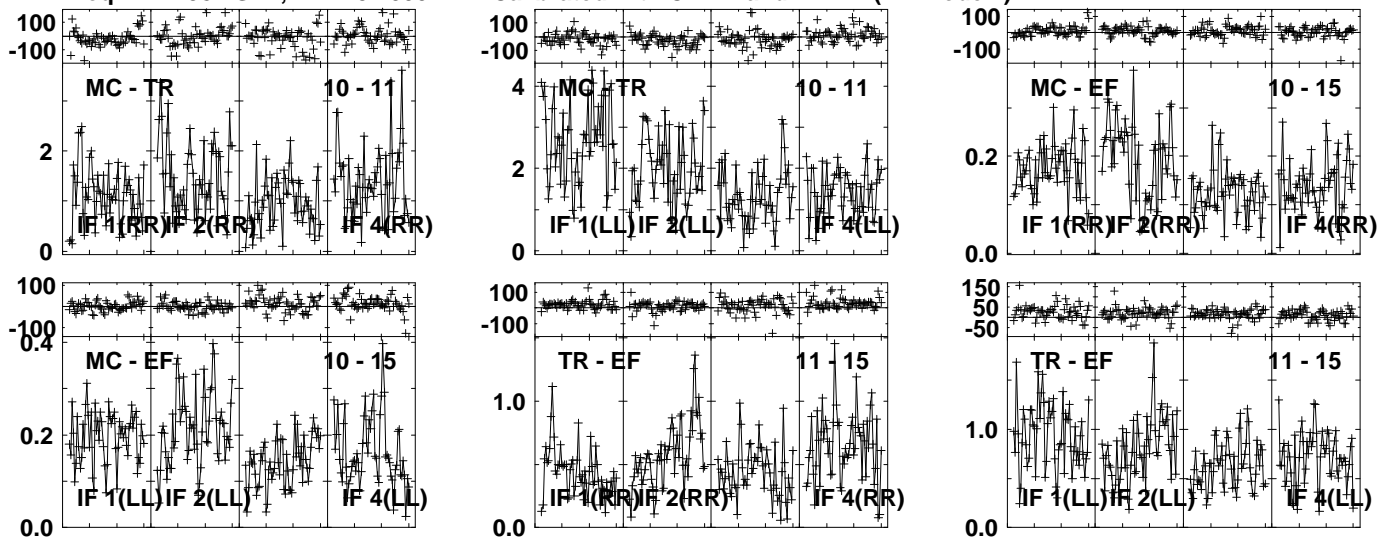 100
-100
MC - TR 10 - 11
2
0
IF 1(RR) IF 2(RR) IF 4(RR)
100
-100
MC - TR 10 - 11
4
2
0
IF 1(LL) IF 2(LL) IF 4(LL)
100
-100
MC - EF 10 - 15
0.2
0.0
IF 1(RR) IF 2(RR) IF 4(RR)
100
-100
MC - EF 10 - 15
0.4
0.2
0.0
IF 1(LL) IF 2(LL) IF 4(LL)
100
-100
TR - EF 11 - 15
1.0
0.0
IF 1(RR) IF 2(RR) IF 4(RR)
150
50
-50
TR - EF 11 - 15
1.0
0.0
IF 1(LL) IF 2(LL) IF 4(LL)